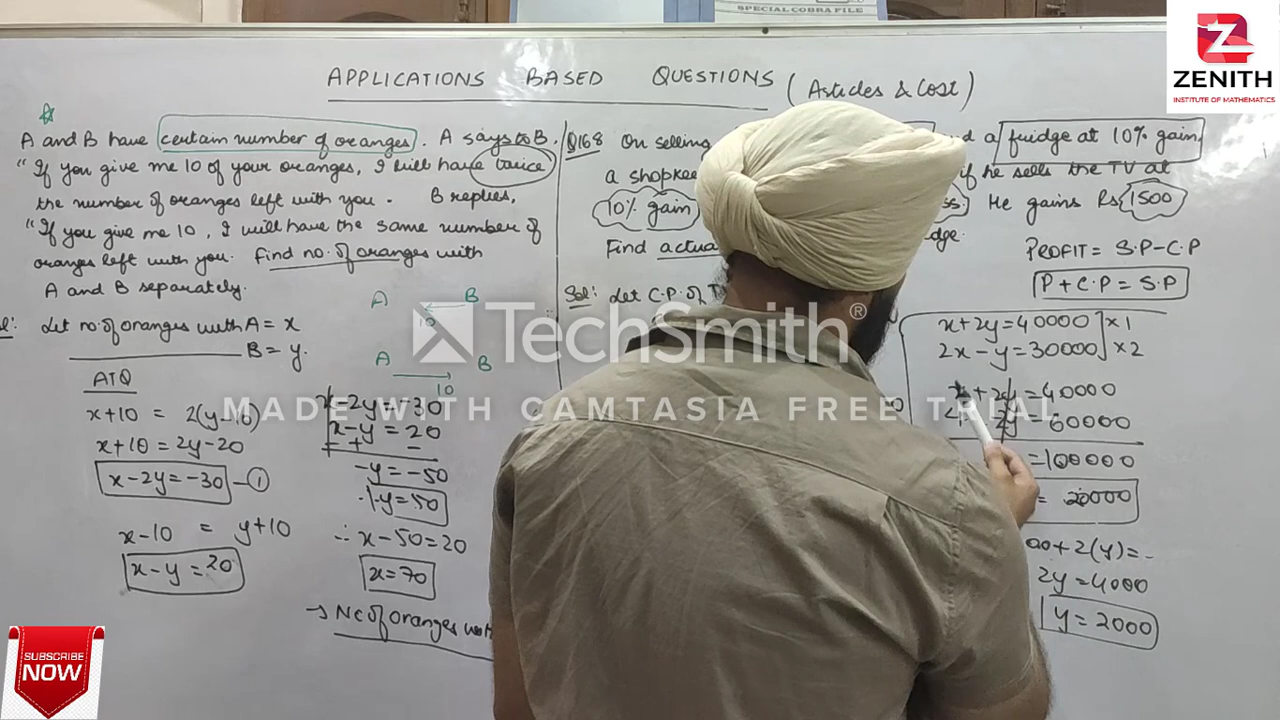 SPECIAL COBRA FILE
ZENITH
INSTITUTE OF MATHEMATICS
APPLICATIONS BASED QUESTIONS (Articles & Cost)
A and B have certain number of oranges. A says to B,
"If you give me 10 of your oranges, I will have twice
the number of oranges left with you. B replies,
"If you give me 10, I will have the same number of
oranges left with you. Find no. of oranges with
A and B separately.
Let no. of oranges with A = x
B = y.
A B
10
A B
10
ATQ
x+10 = 2(y-10)
x+10 = 2y-20
x-2y=-30 -①
x-10 = y+10
x-y=20
x-2y=-30
x-y=20
- + -
-y=-50
y=50
∴ x-50=20
x=70
→ No of oranges with
Q168 On selling a fridge at 10% gain
a if he sells the TV at
10% gain He gains Rs 1500
Find actual
Sol: Let C.P. of
PROFIT = S.P-C.P
P+C.P=S.P
x+2y=40000 ] x1
2x-y=30000 ] x2
x+2y=40000
2y=60000
=100000
= 20000
+2(y)=-
2y=4000
y=2000
TechSmith®
MADE WITH CAMTASIA FREE TRIAL
SUBSCRIBE
NOW